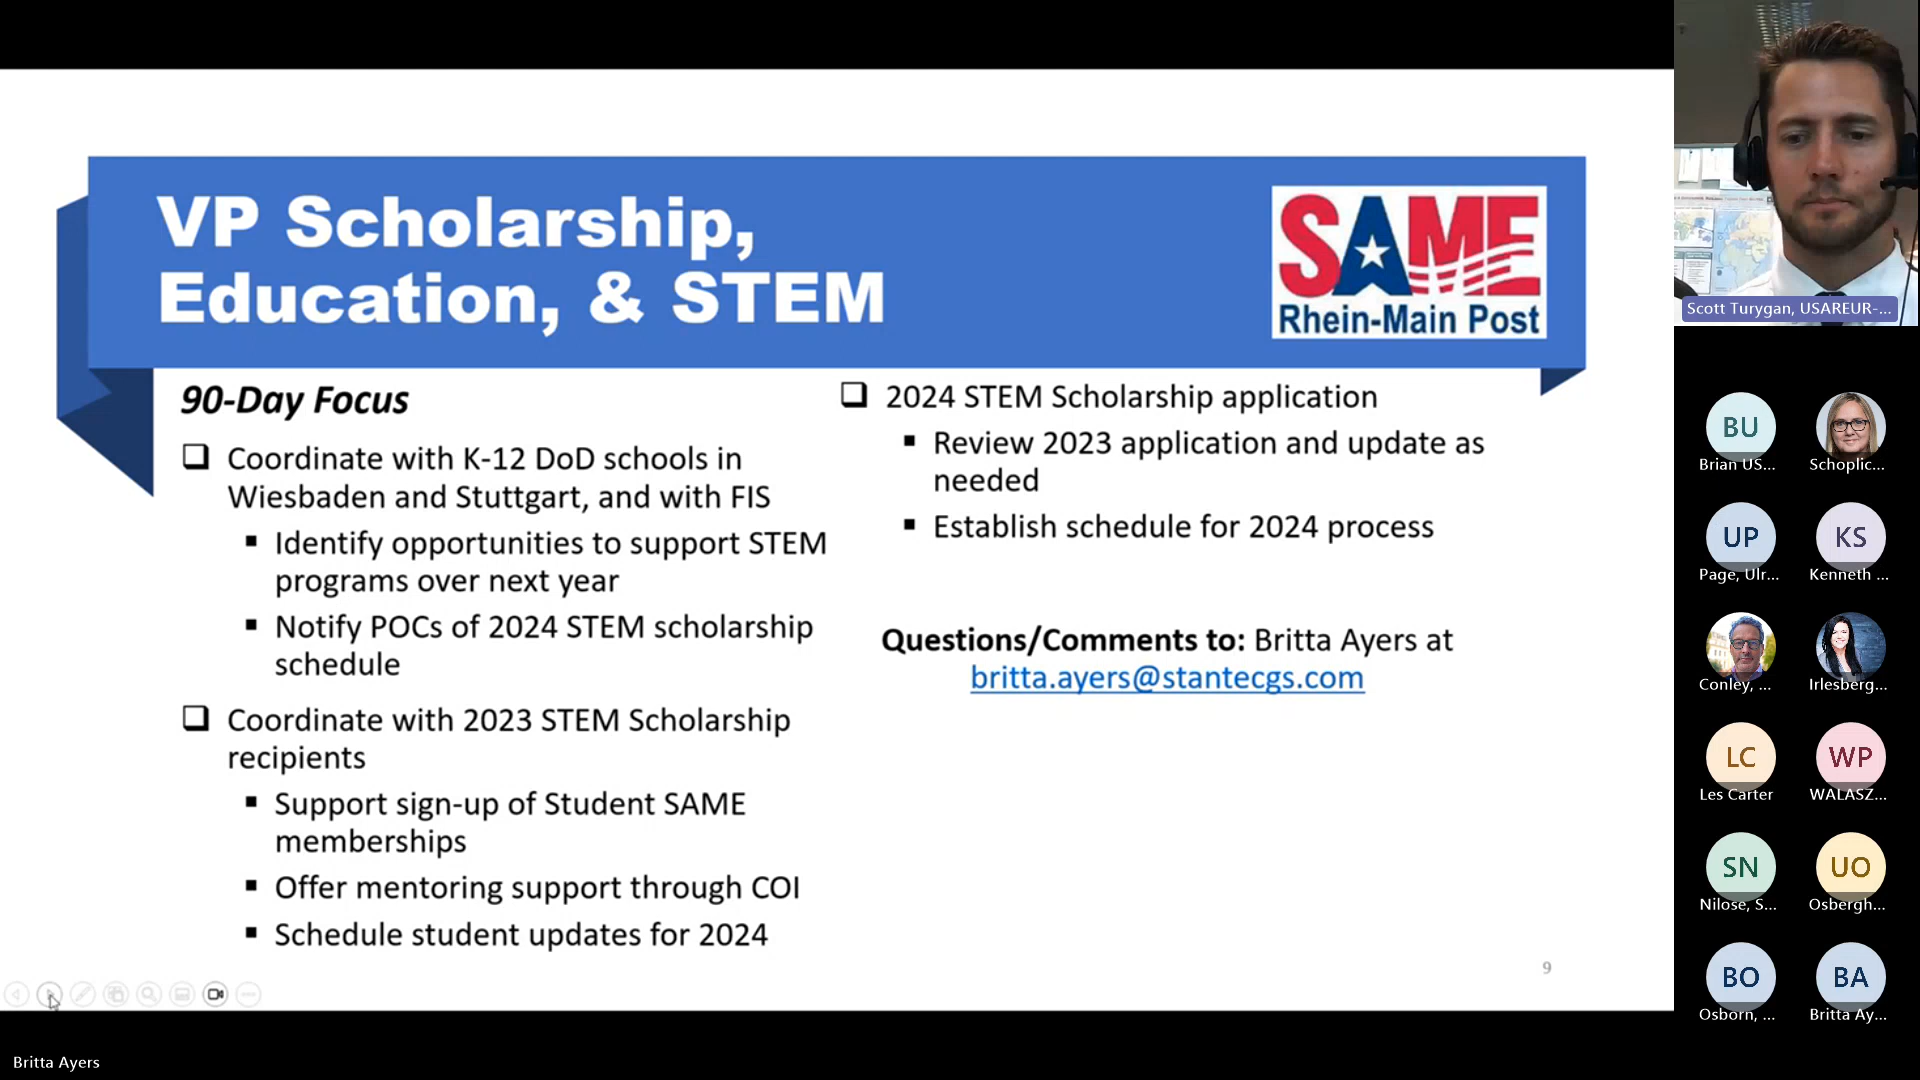 VP Scholarship,
Education, & STEM
SAME
Rhein-Main Post
90-Day Focus
Coordinate with K-12 DoD schools in
Wiesbaden and Stuttgart, and with FIS
Identify opportunities to support STEM
programs over next year
Notify POCs of 2024 STEM scholarship
schedule
Coordinate with 2023 STEM Scholarship
recipients
Support sign-up of Student SAME
memberships
Offer mentoring support through COI
Schedule student updates for 2024
2024 STEM Scholarship application
Review 2023 application and update as
needed
Establish schedule for 2024 process
Questions/Comments to: Britta Ayers at
britta.ayers@stantecgs.com
9
Britta Ayers
Scott Turygan, USAREUR-...
BU
Brian US...
Schoplic...
UP
Page, Ulr...
KS
Kenneth ...
Conley, ...
Irlesberg...
LC
Les Carter
WP
WALASZ...
SN
Nilose, S...
UO
Osbergh...
BO
Osborn, ...
BA
Britta Ay...